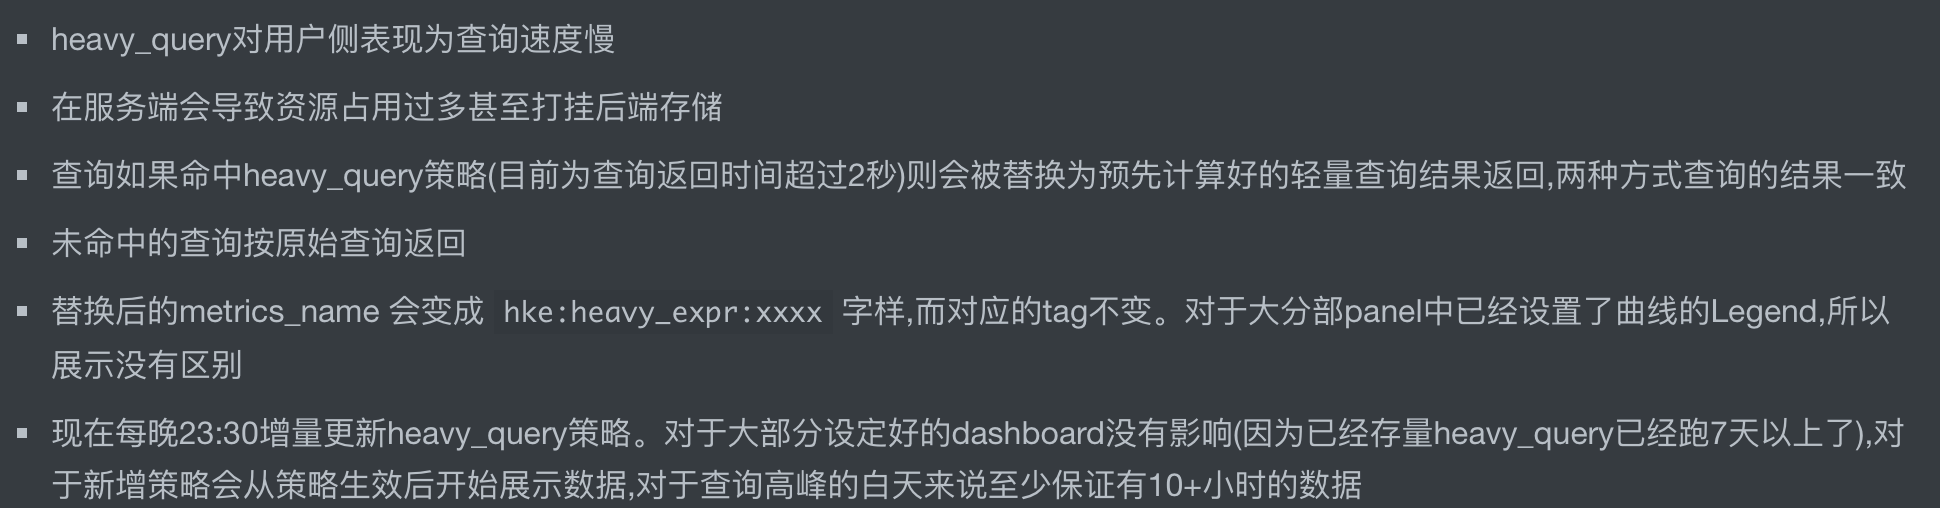 heavy_query对用户侧表现为查询速度慢
在服务端会导致资源占用过多甚至打挂后端存储
查询如果命中heavy_query策略(目前为查询返回时间超过2秒)则会被替换为预先计算好的轻量查询结果返回,两种方式查询的结果一致
未命中的查询按原始查询返回
替换后的metrics_name 会变成 hke:heavy_expr:xxxx 字样,而对应的tag不变。对于大分部panel中已经设置了曲线的Legend,所以
展示没有区别
现在每晚23:30增量更新heavy_query策略。对于大部分设定好的dashboard没有影响(因为已经存量heavy_query已经跑7天以上了),对
于新增策略会从策略生效后开始展示数据,对于查询高峰的白天来说至少保证有10+小时的数据